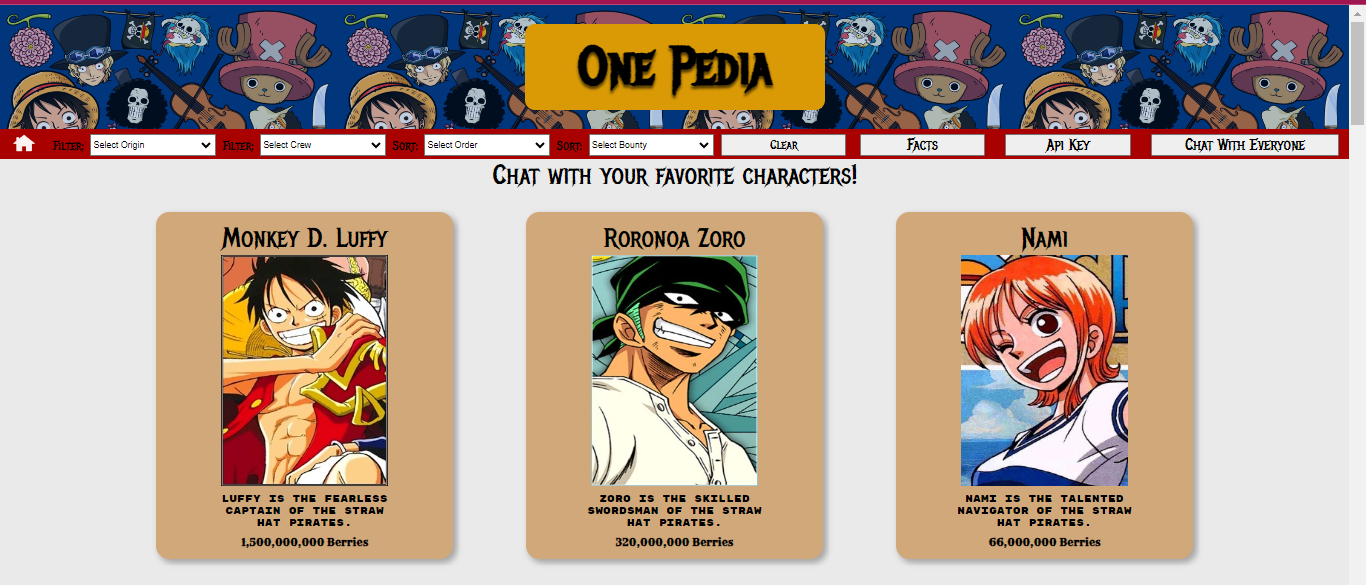 One Pedia
Filter: Select Origin Filter: Select Crew Sort: Select Order Sort: Select Bounty Clear Facts Api Key Chat With Everyone
Chat with your favorite characters!
Monkey D. Luffy
Luffy is the fearless
captain of the Straw
Hat Pirates.
1,500,000,000 Berries
Roronoa Zoro
Zoro is the skilled
swordsman of the Straw
Hat Pirates.
320,000,000 Berries
Nami
Nami is the talented
navigator of the Straw
Hat Pirates.
66,000,000 Berries